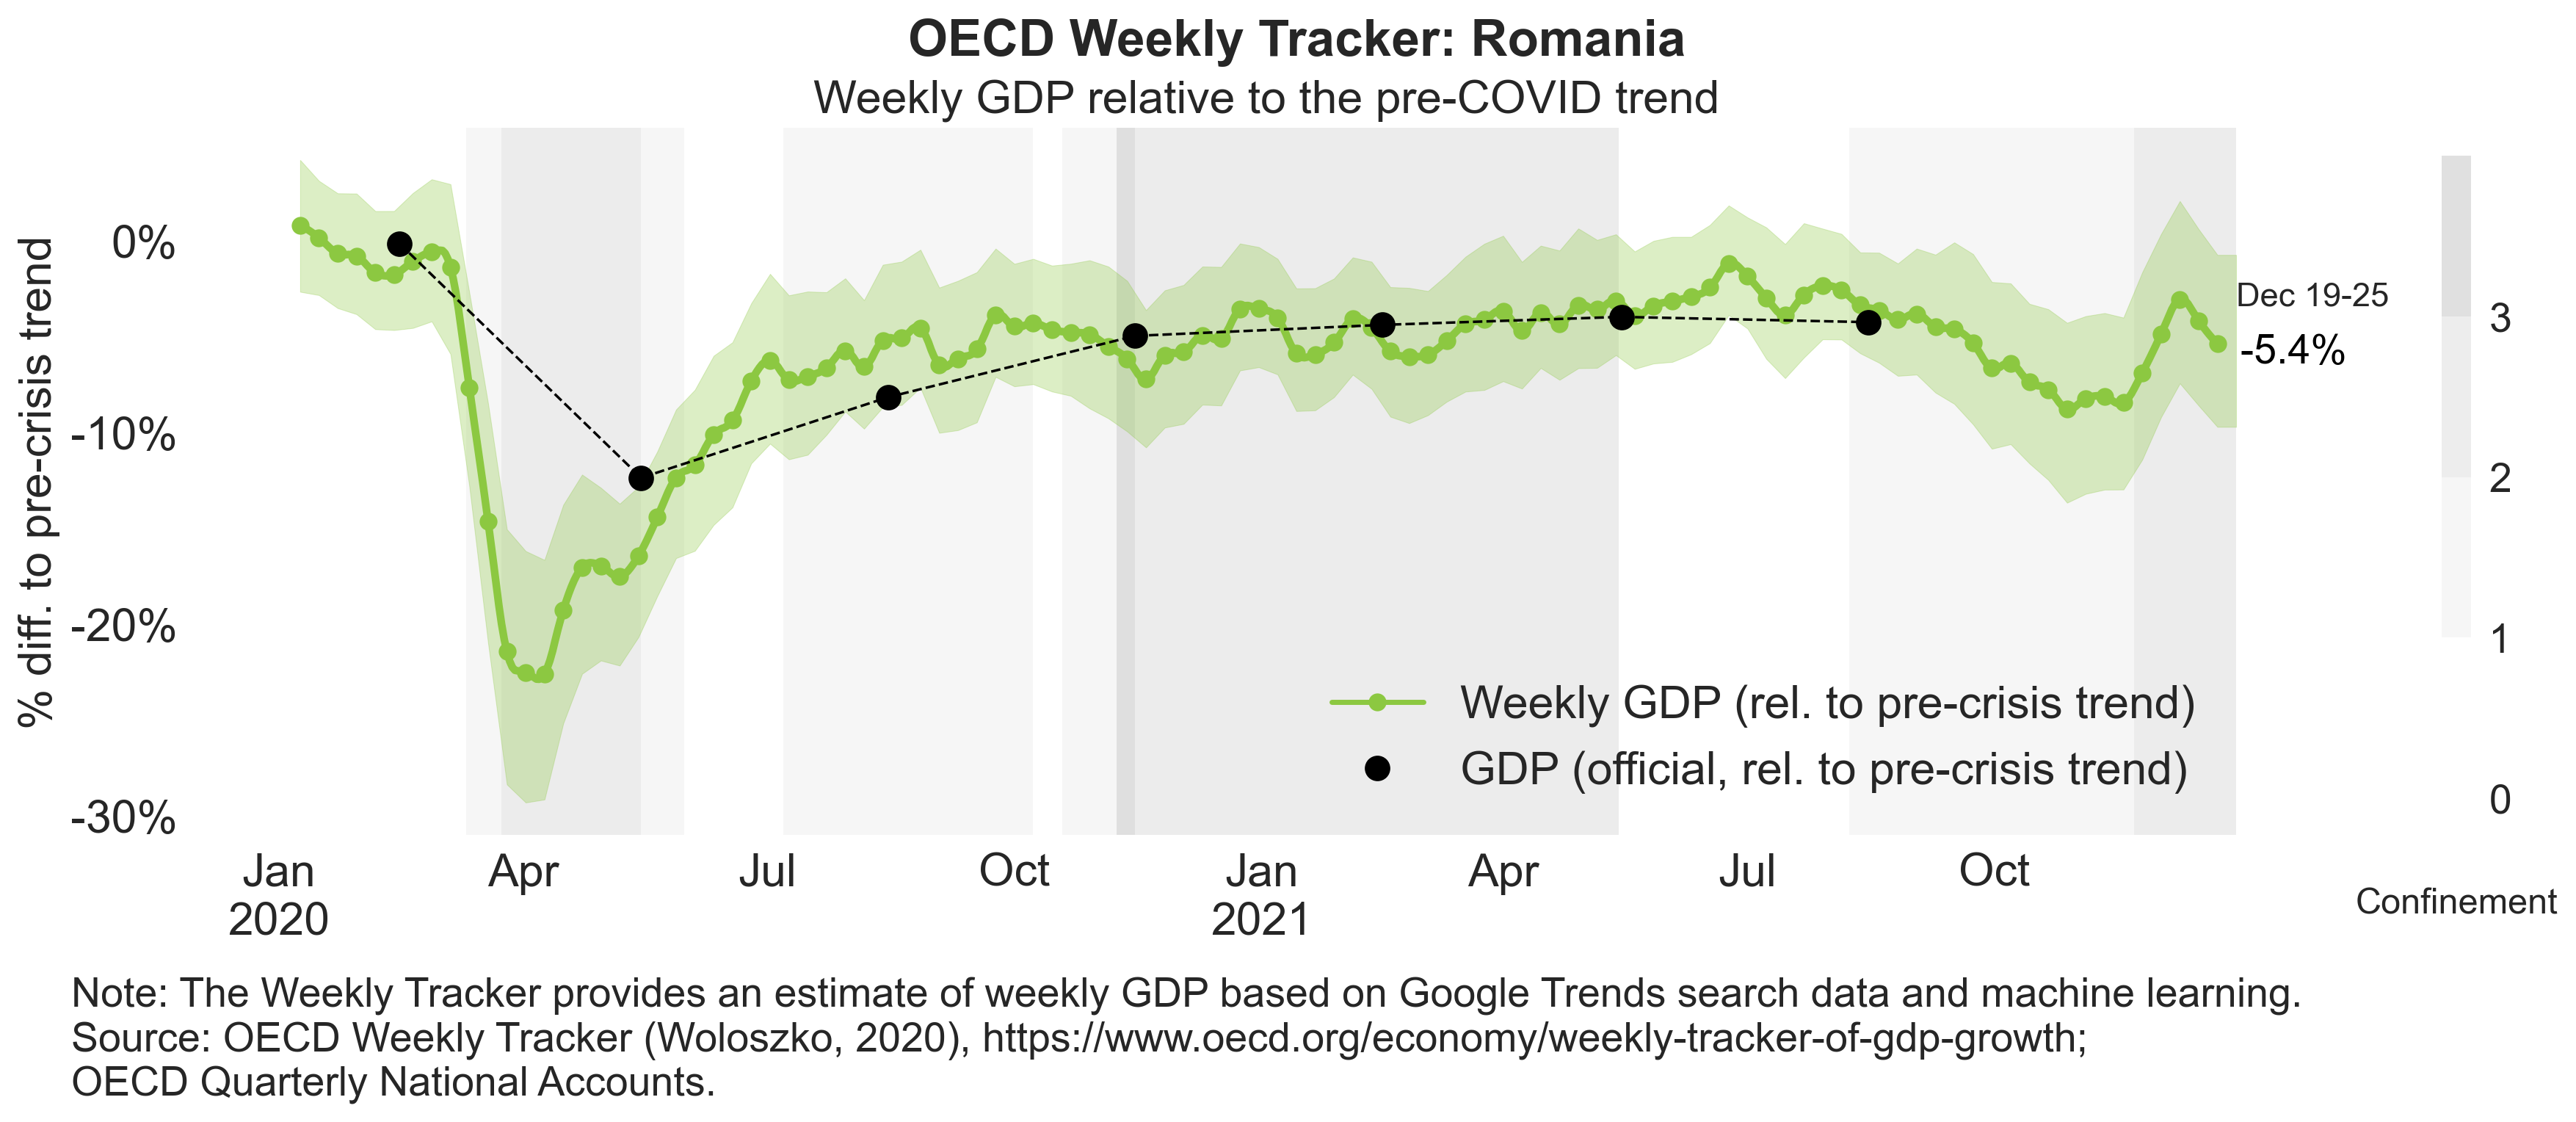 OECD Weekly Tracker: Romania
Weekly GDP relative to the pre-COVID trend
% diff. to pre-crisis trend
0%
-10%
-20%
-30%
Dec 19-25
-5.4%
3
2
1
0
Confinement
Weekly GDP (rel. to pre-crisis trend)
GDP (official, rel. to pre-crisis trend)
Jan Apr Jul Oct Jan Apr Jul Oct
2020 2021
Note: The Weekly Tracker provides an estimate of weekly GDP based on Google Trends search data and machine learning.
Source: OECD Weekly Tracker (Woloszko, 2020), https://www.oecd.org/economy/weekly-tracker-of-gdp-growth;
OECD Quarterly National Accounts.